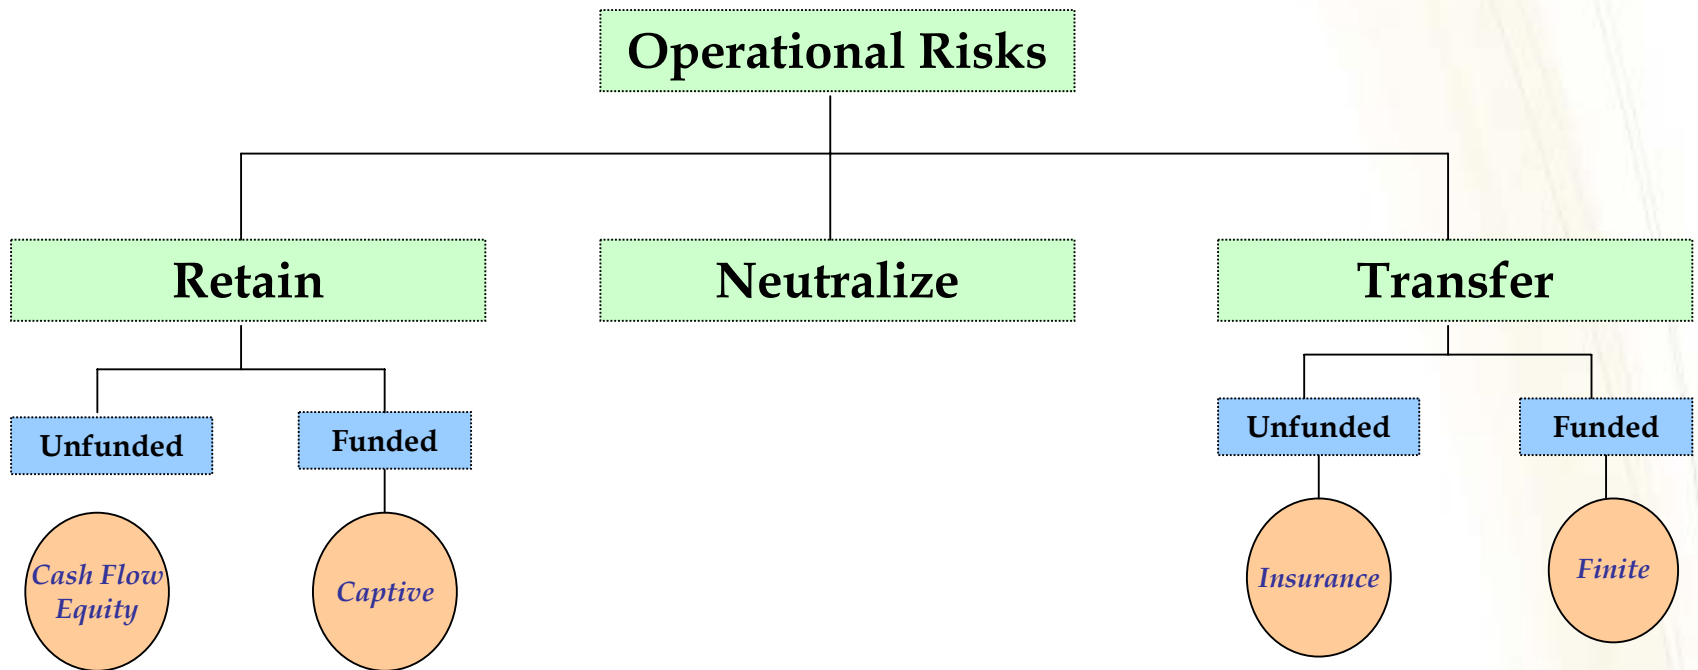 Operational Risks
Retain
Neutralize
Transfer
Unfunded
Funded
Unfunded
Funded
Cash Flow
Equity
Captive
Insurance
Finite